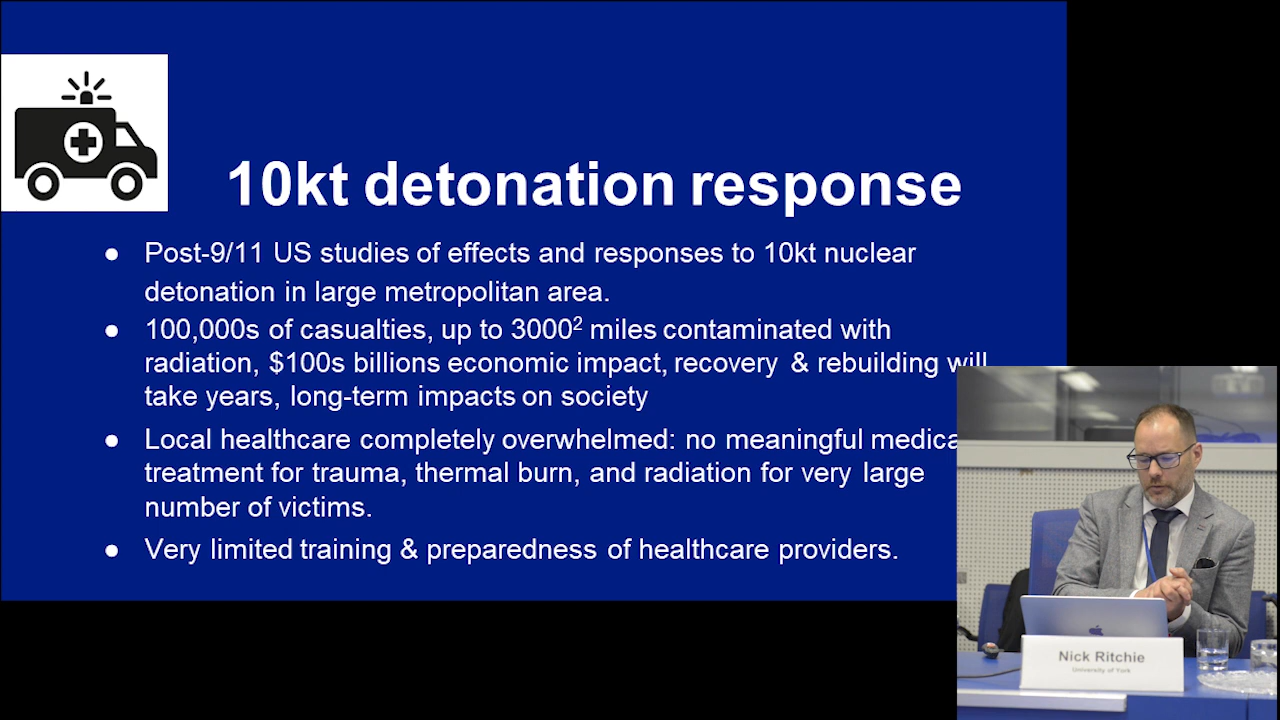 10kt detonation response
● Post-9/11 US studies of effects and responses to 10kt nuclear
detonation in large metropolitan area.
● 100,000s of casualties, up to 3000² miles contaminated with
radiation, $100s billions economic impact, recovery & rebuilding will
take years, long-term impacts on society
● Local healthcare completely overwhelmed: no meaningful medica
treatment for trauma, thermal burn, and radiation for very large
number of victims.
● Very limited training & preparedness of healthcare providers.
Nick Ritchie
University of York